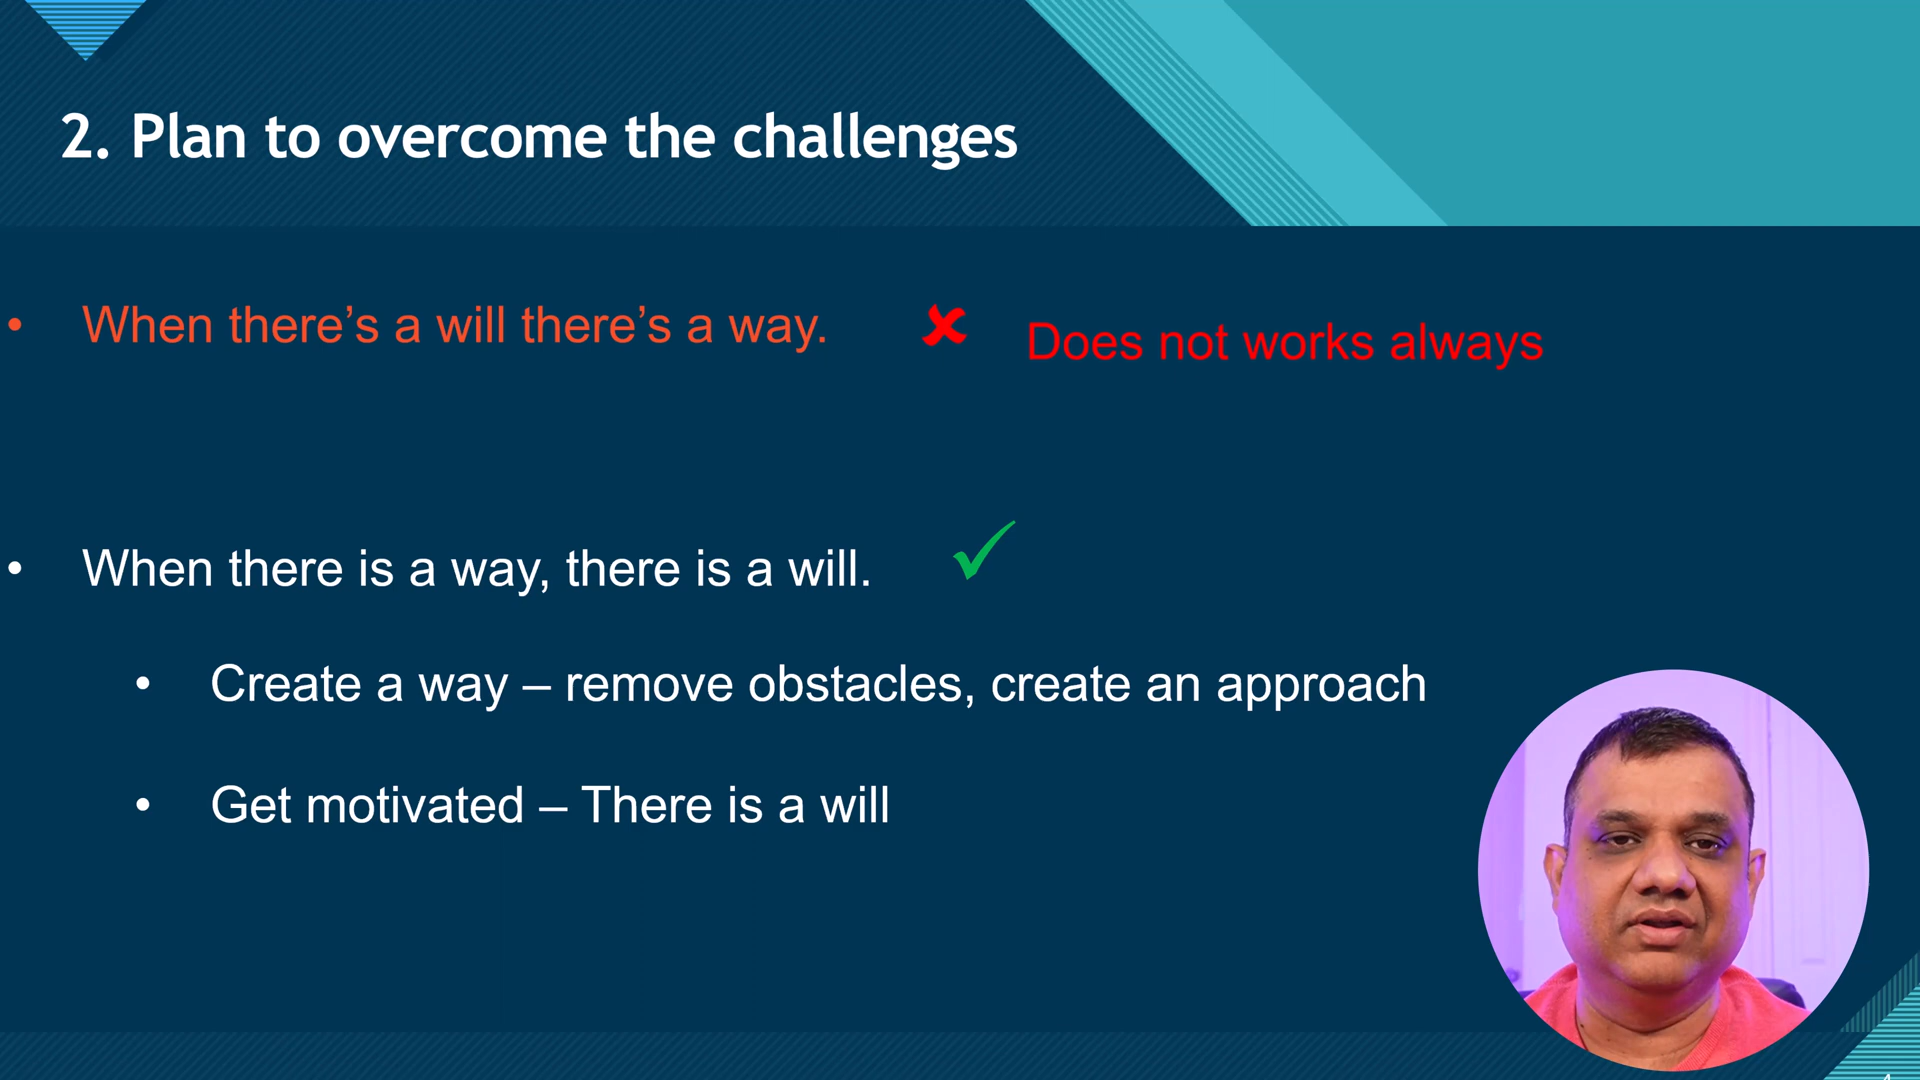 2. Plan to overcome the challenges
• When there’s a will there’s a way. ✘ Does not works always
• When there is a way, there is a will. ✓
• Create a way – remove obstacles, create an approach
• Get motivated – There is a will